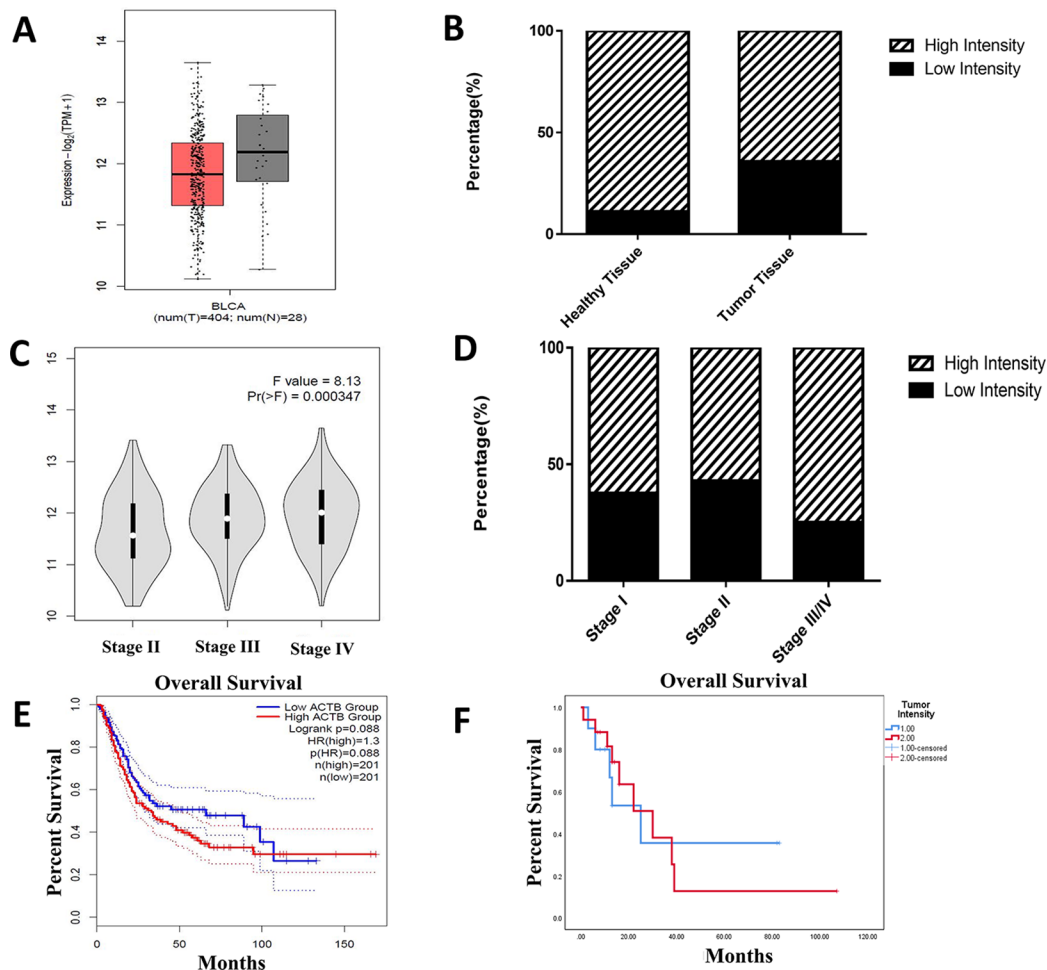 A
14
13
12
11
10
Expression−log2(TPM+1)
BLCA
(num(T)=404; num(N)=28)
B
100
50
0
Percentage(%)
Healthy Tissue
Tumor Tissue
High Intensity
Low Intensity
C
15
14
13
12
11
10
F value = 8.13
Pr(>F) = 0.000347
Stage II
Stage III
Stage IV
D
100
50
0
Percentage(%)
Stage I
Stage II
Stage III/IV
High Intensity
Low Intensity
E
Overall Survival
Low ACTB Group
High ACTB Group
Logrank p=0.088
HR(high)=1.3
p(HR)=0.088
n(high)=201
n(low)=201
Percent Survival
1.0
0.8
0.6
0.4
0.2
0.0
0
50
100
150
Months
F
Overall Survival
Tumor
Intensity
1.00
2.00
1.00-censored
2.00-censored
Percent Survival
1.0
0.8
0.6
0.4
0.2
0.0
.00
20.00
40.00
60.00
80.00
100.00
120.00
Months